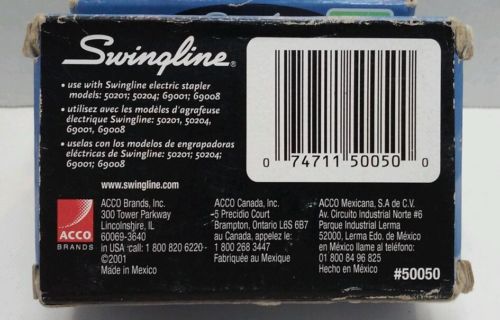 Swingline®
• use with Swingline electric stapler
models: 50201; 50204; 69001; 69008
• utilisez avec les modèles d'agrafeuse
électrique Swingline: 50201, 50204,
69001, 69008
• uselas con los modelos de engrapadoras
eléctricas de Swingline: 50201; 50204;
69001; 69008
www.swingline.com
0 74711 50050 0
ACCO
BRANDS
ACCO Brands, Inc.
300 Tower Parkway
Lincolnshire, IL
60069-3640
in USA call: 1 800 820 6220
©2001
Made in Mexico
ACCO Canada, Inc.
5 Precidio Court
Brampton, Ontario L6S 6B7
au Canada, appelez le:
1 800 268 3447
Fabriquée au Mexique
ACCO Mexicana, S.A de C.V.
Av. Circuito Industrial Norte #6
Parque Industrial Lerma
52000, Lerma Edo. de México
en México llame al teléfono:
01 800 84 96 825
Hecho en México
#50050